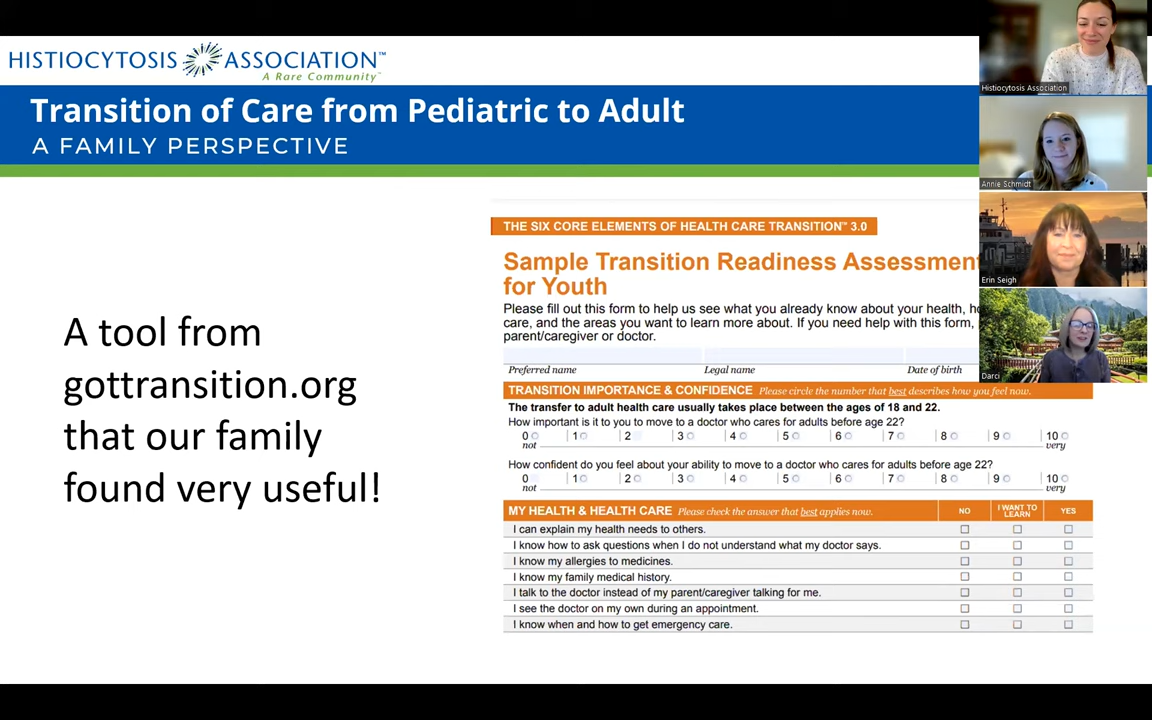 HISTIOCYTOSIS ASSOCIATION™
A Rare Community™
Transition of Care from Pediatric to Adult
A FAMILY PERSPECTIVE
A tool from
gottransition.org
that our family
found very useful!
THE SIX CORE ELEMENTS OF HEALTH CARE TRANSITION™ 3.0
Sample Transition Readiness Assessment
for Youth
Please fill out this form to help us see what you already know about your health,
care, and the areas you want to learn more about. If you need help with this form,
parent/caregiver or doctor.
Preferred name Legal name Date of birth
TRANSITION IMPORTANCE & CONFIDENCE Please circle the number that best describes how you feel now.
The transfer to adult health care usually takes place between the ages of 18 and 22.
How important is it to you to move to a doctor who cares for adults before age 22?
0 1 2 3 4 5 6 7 8 9 10
not very
How confident do you feel about your ability to move to a doctor who cares for adults before age 22?
0 1 2 3 4 5 6 7 8 9 10
not very
MY HEALTH & HEALTH CARE Please check the answer that best applies now. NO I WANT TO LEARN YES
I can explain my health needs to others.
I know how to ask questions when I do not understand what my doctor says.
I know my allergies to medicines.
I know my family medical history.
I talk to the doctor instead of my parent/caregiver talking for me.
I see the doctor on my own during an appointment.
I know when and how to get emergency care.
Histiocytosis Association
Annie Schmidt
Erin Seigh
Darci